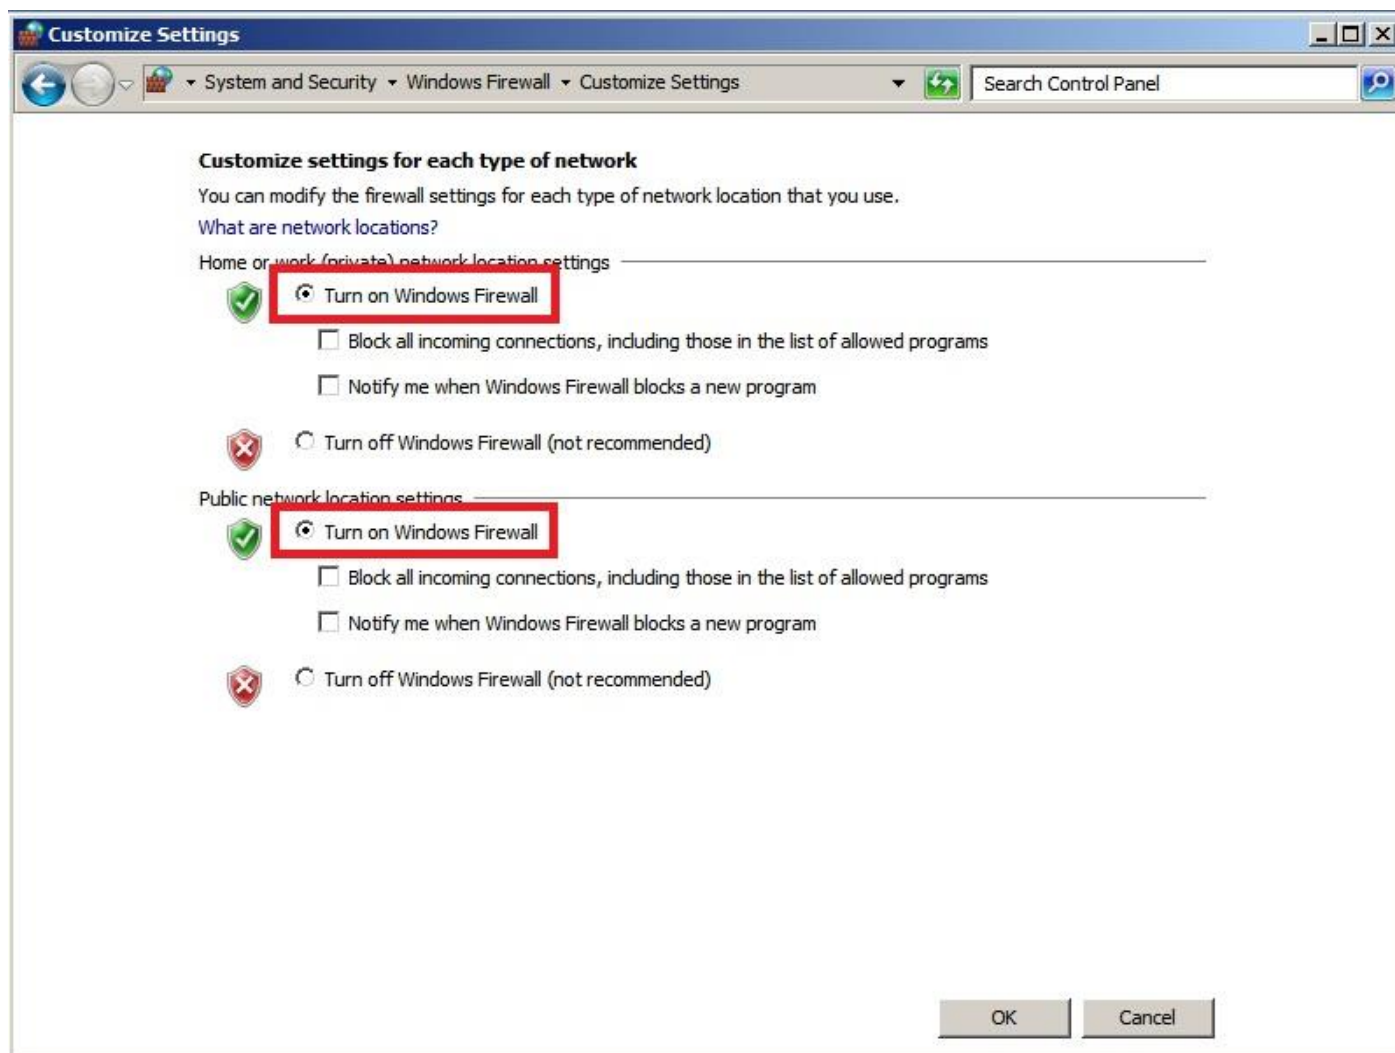 Customize Settings
System and Security Windows Firewall Customize Settings
Search Control Panel
Customize settings for each type of network
You can modify the firewall settings for each type of network location that you use.
What are network locations?
Home or work (private) network location settings
Turn on Windows Firewall
Block all incoming connections, including those in the list of allowed programs
Notify me when Windows Firewall blocks a new program
Turn off Windows Firewall (not recommended)
Public network location settings
Turn on Windows Firewall
Block all incoming connections, including those in the list of allowed programs
Notify me when Windows Firewall blocks a new program
Turn off Windows Firewall (not recommended)
OK
Cancel